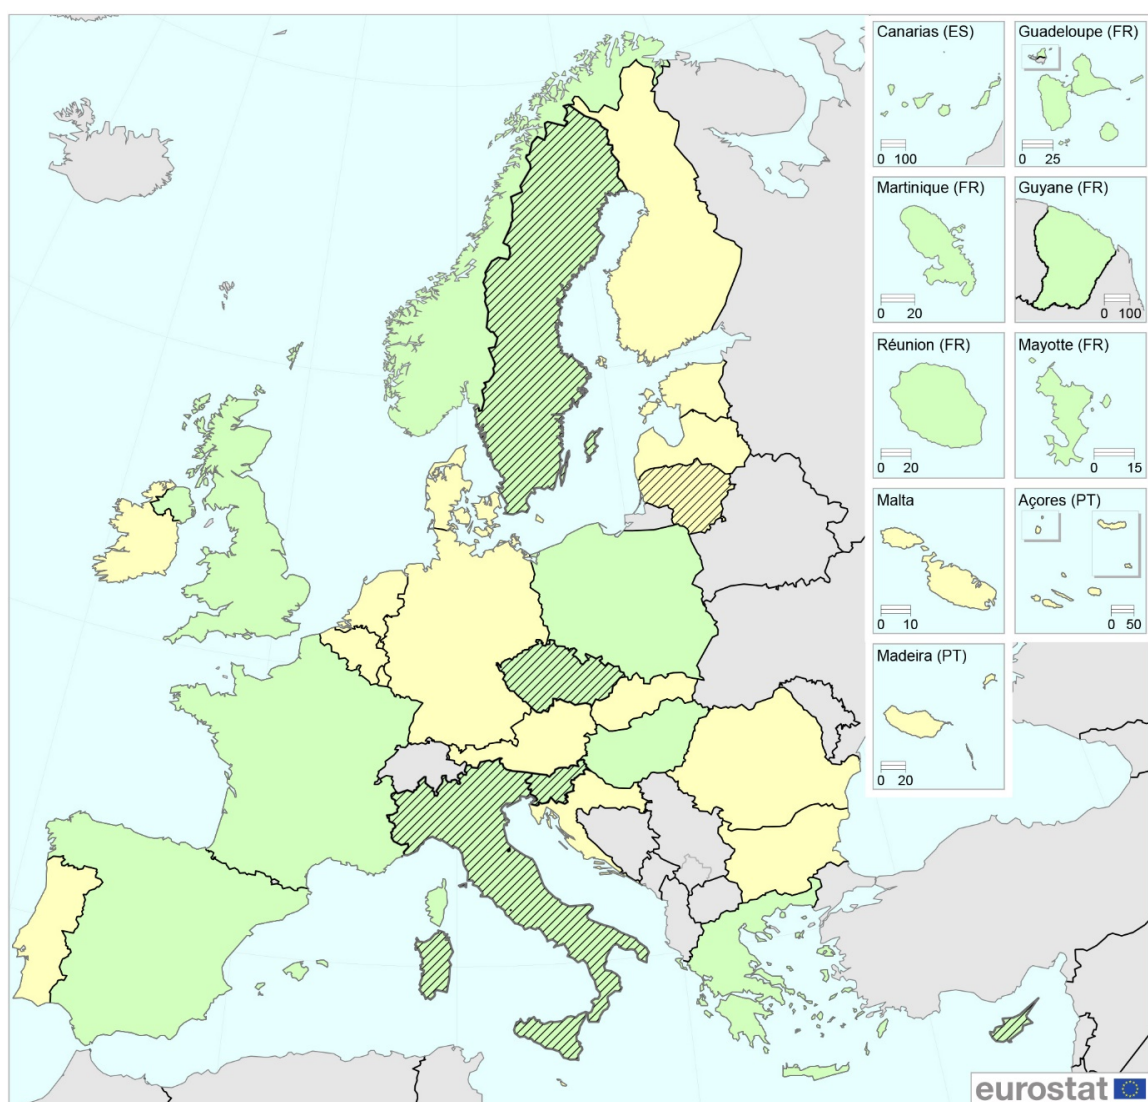 Canarias (ES)
0 100
Guadeloupe (FR)
0 25
Martinique (FR)
0 20
Guyane (FR)
0 100
Réunion (FR)
0 20
Mayotte (FR)
0 15
Malta
0 10
Açores (PT)
0 50
Madeira (PT)
0 20
eurostat